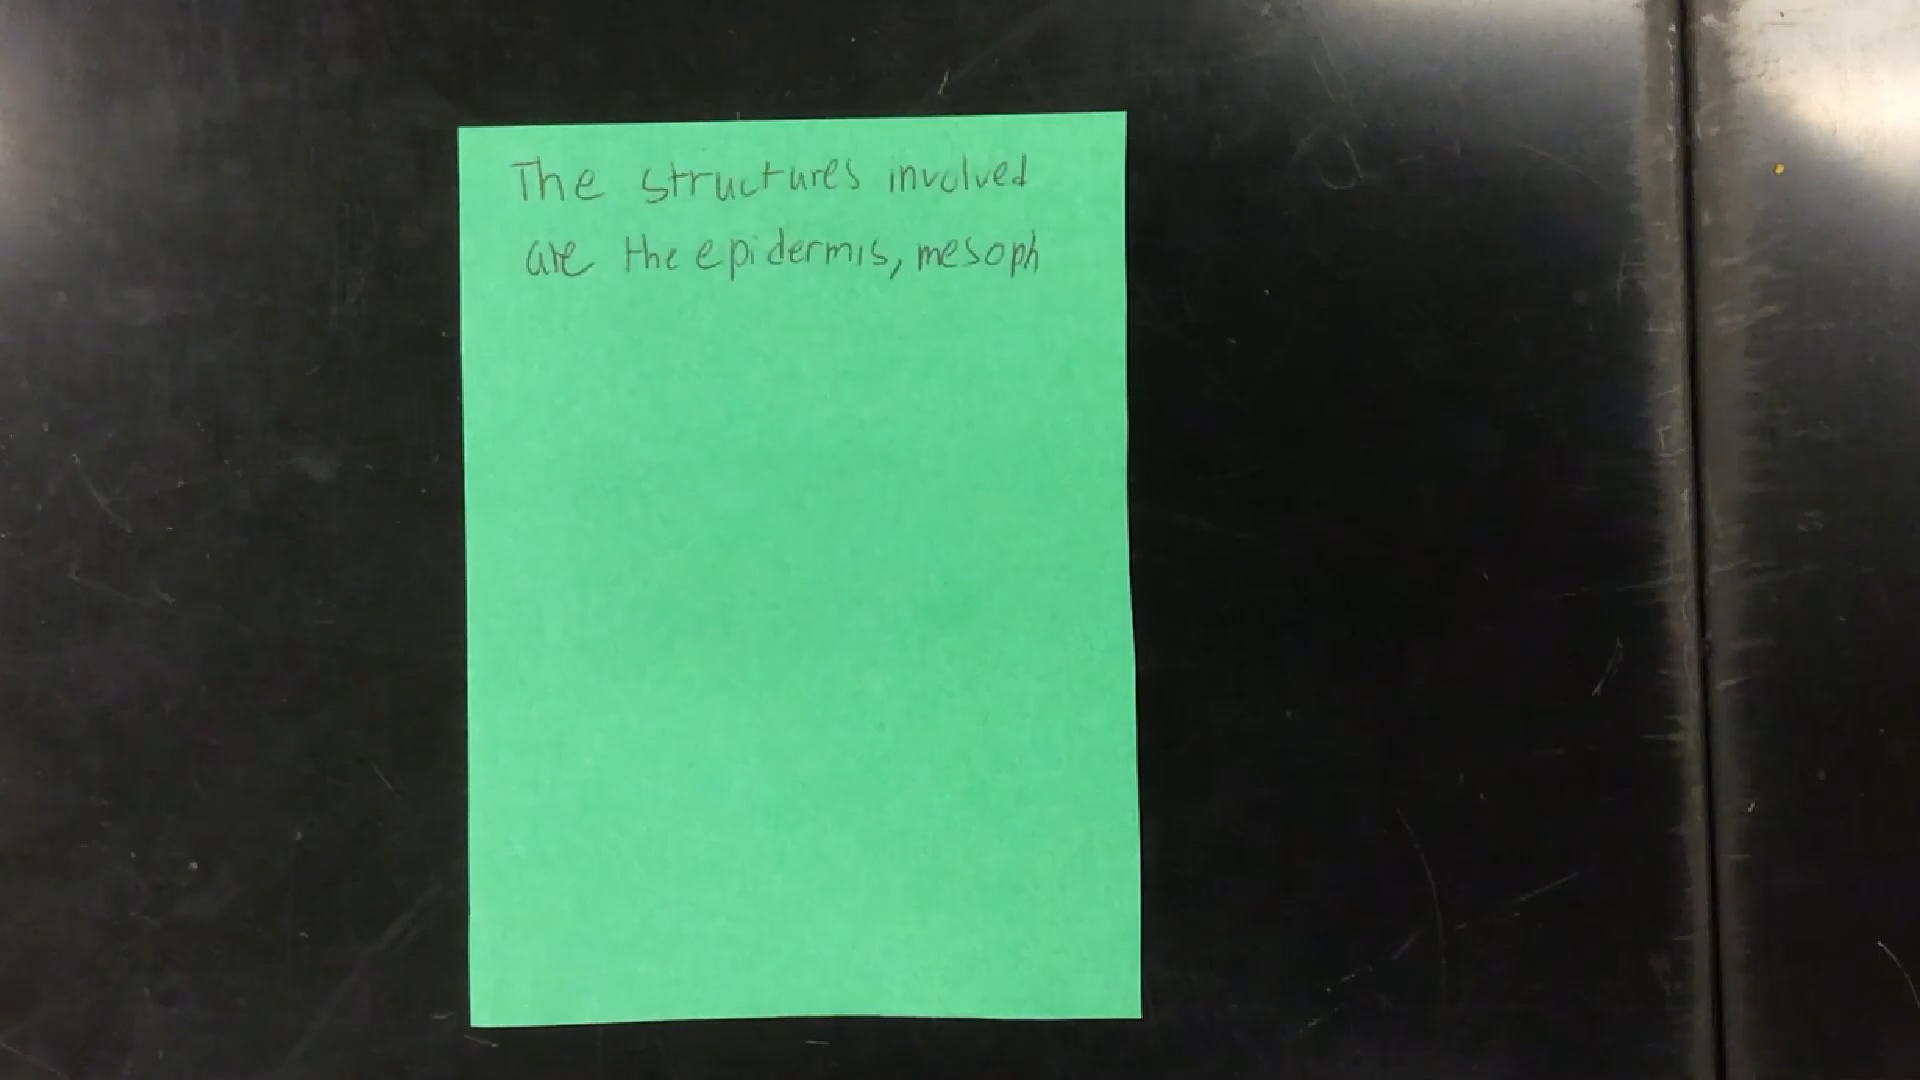 The structures involved
are the epidermis, mesoph